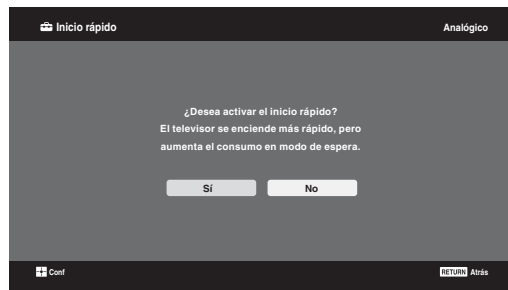 Inicio rápido
Analógico
¿Desea activar el inicio rápido?
El televisor se enciende más rápido, pero
aumenta el consumo en modo de espera.
Sí
No
Conf
RETURN Atrás